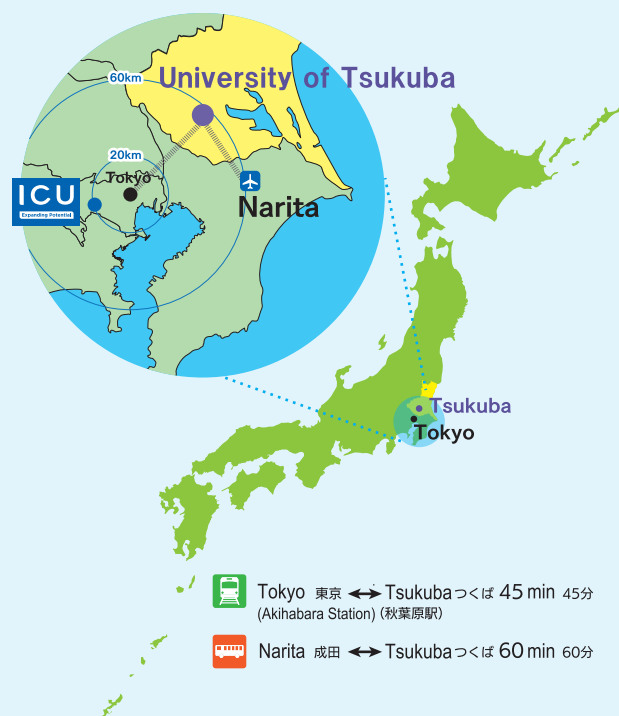 60km
University of Tsukuba
20km
Tokyo
ICU
Expanding Potential
Narita
Tsukuba
Tokyo
Tokyo 東京 ⟷ Tsukuba つくば 45 min 45分
(Akihabara Station) (秋葉原駅)
Narita 成田 ⟷ Tsukuba つくば 60 min 60分